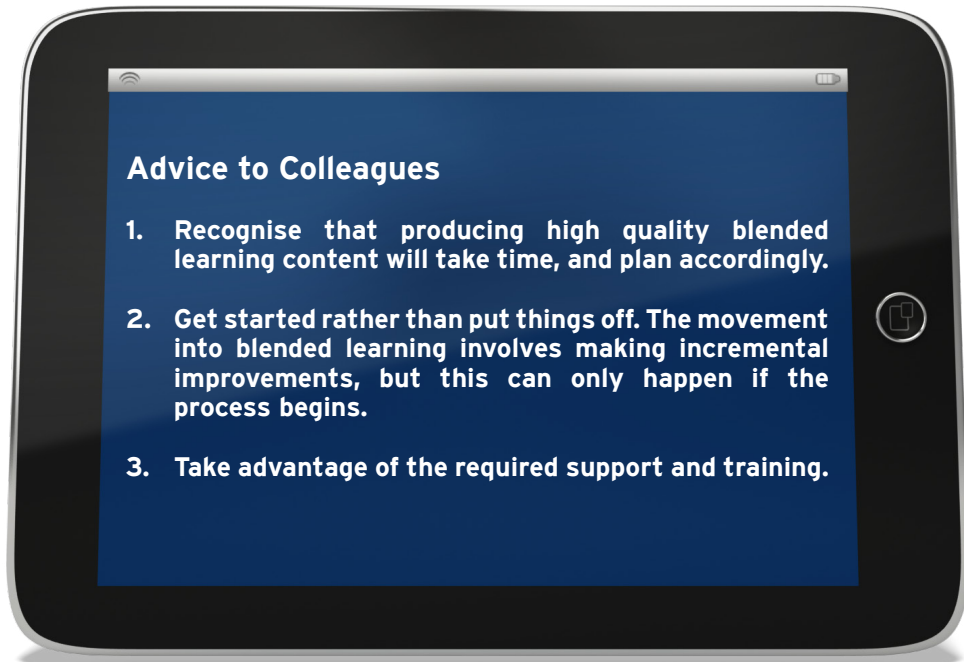 Advice to Colleagues
1. Recognise that producing high quality blended
learning content will take time, and plan accordingly.
2. Get started rather than put things off. The movement
into blended learning involves making incremental
improvements, but this can only happen if the
process begins.
3. Take advantage of the required support and training.